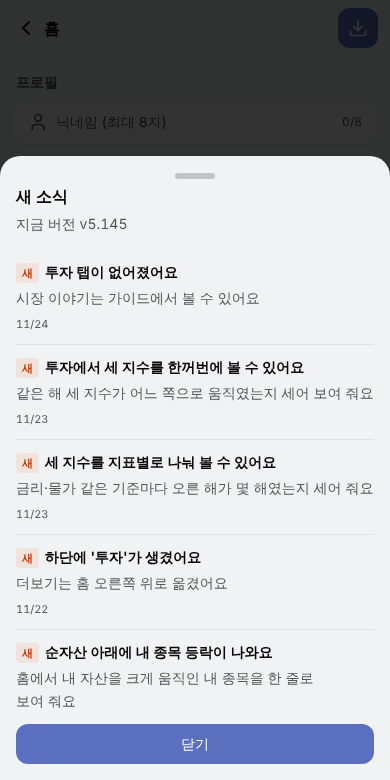 홈
프로필
닉네임 (최대 8자)
0/8
새 소식
지금 버전 v5.145
새 투자 탭이 없어졌어요
시장 이야기는 가이드에서 볼 수 있어요
11/24
새 투자에서 세 지수를 한꺼번에 볼 수 있어요
같은 해 세 지수가 어느 쪽으로 움직였는지 세어 보여 줘요
11/23
새 세 지수를 지표별로 나눠 볼 수 있어요
금리·물가 같은 기준마다 오른 해가 몇 해였는지 세어 줘요
11/23
새 하단에 '투자'가 생겼어요
더보기는 홈 오른쪽 위로 옮겼어요
11/22
새 순자산 아래에 내 종목 등락이 나와요
홈에서 내 자산을 크게 움직인 내 종목을 한 줄로
보여 줘요
닫기